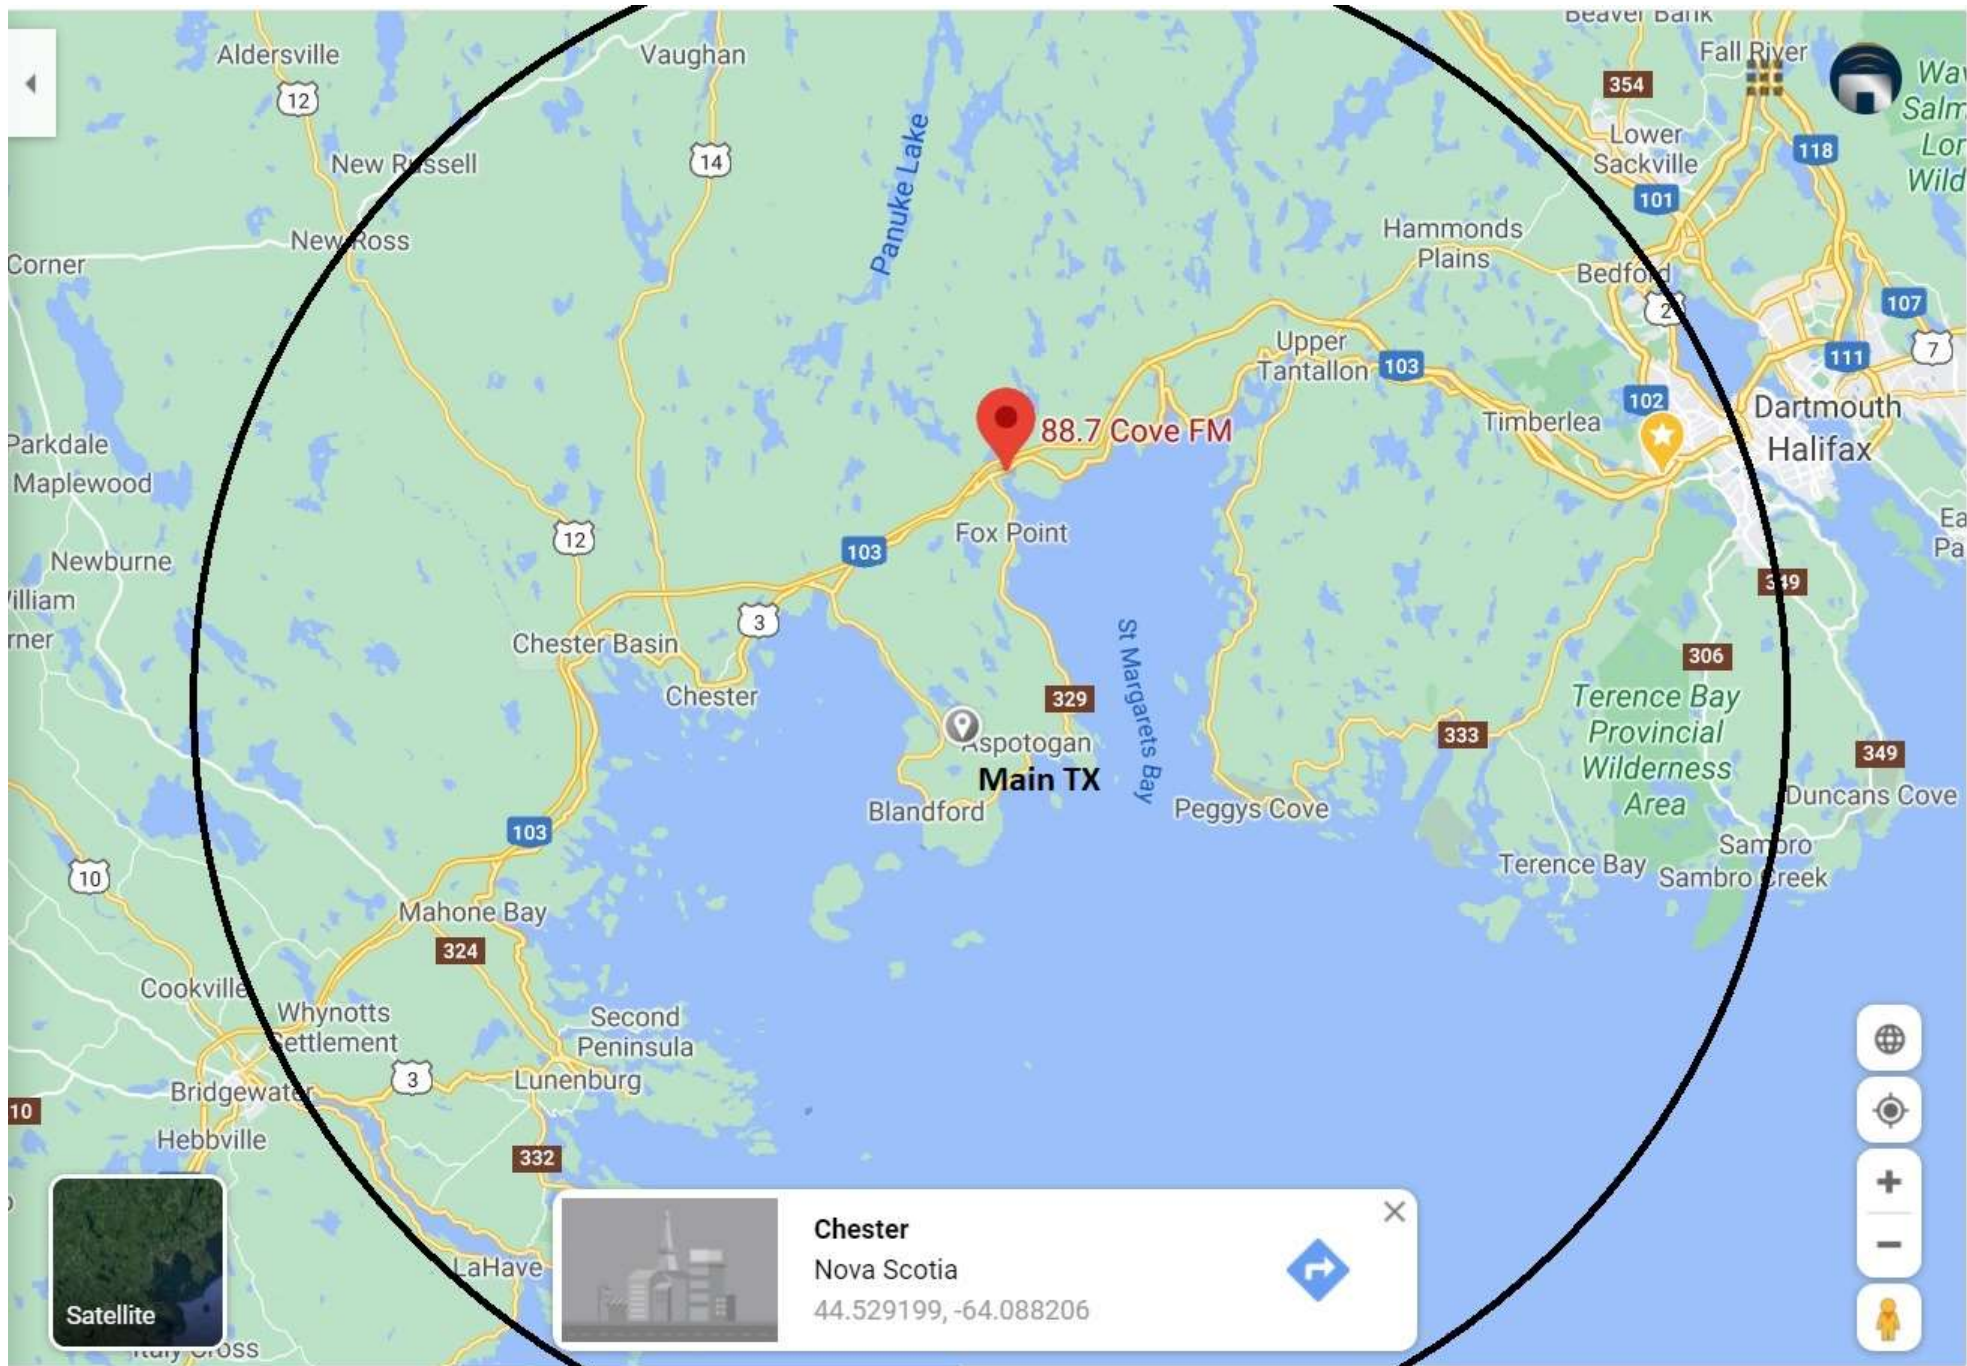 Beaver Bank
Aldersville
Vaughan
Fall River
12
354
Panuke Lake
Lower
Sackville
118
New Russell
14
101
New Ross
Hammonds
Plains
Corner
Bedford
2
107
Upper
Tantallon
103
111
7
102
88.7 Cove FM
Timberlea
Dartmouth
Halifax
Parkdale
Maplewood
12
103
Fox Point
Newburne
349
3
Chester Basin
St Margarets Bay
306
Chester
329
Terence Bay
Provincial
Wilderness
Area
333
349
Aspotogan
Main TX
Blandford
Peggys Cove
Duncans Cove
103
Sambro
10
Terence Bay
Sambro Creek
Mahone Bay
324
Cookville
Whynotts
Settlement
Second
Peninsula
3
Lunenburg
Bridgewater
10
Hebbville
332
LaHave
Satellite
Chester
Nova Scotia
44.529199, -64.088206